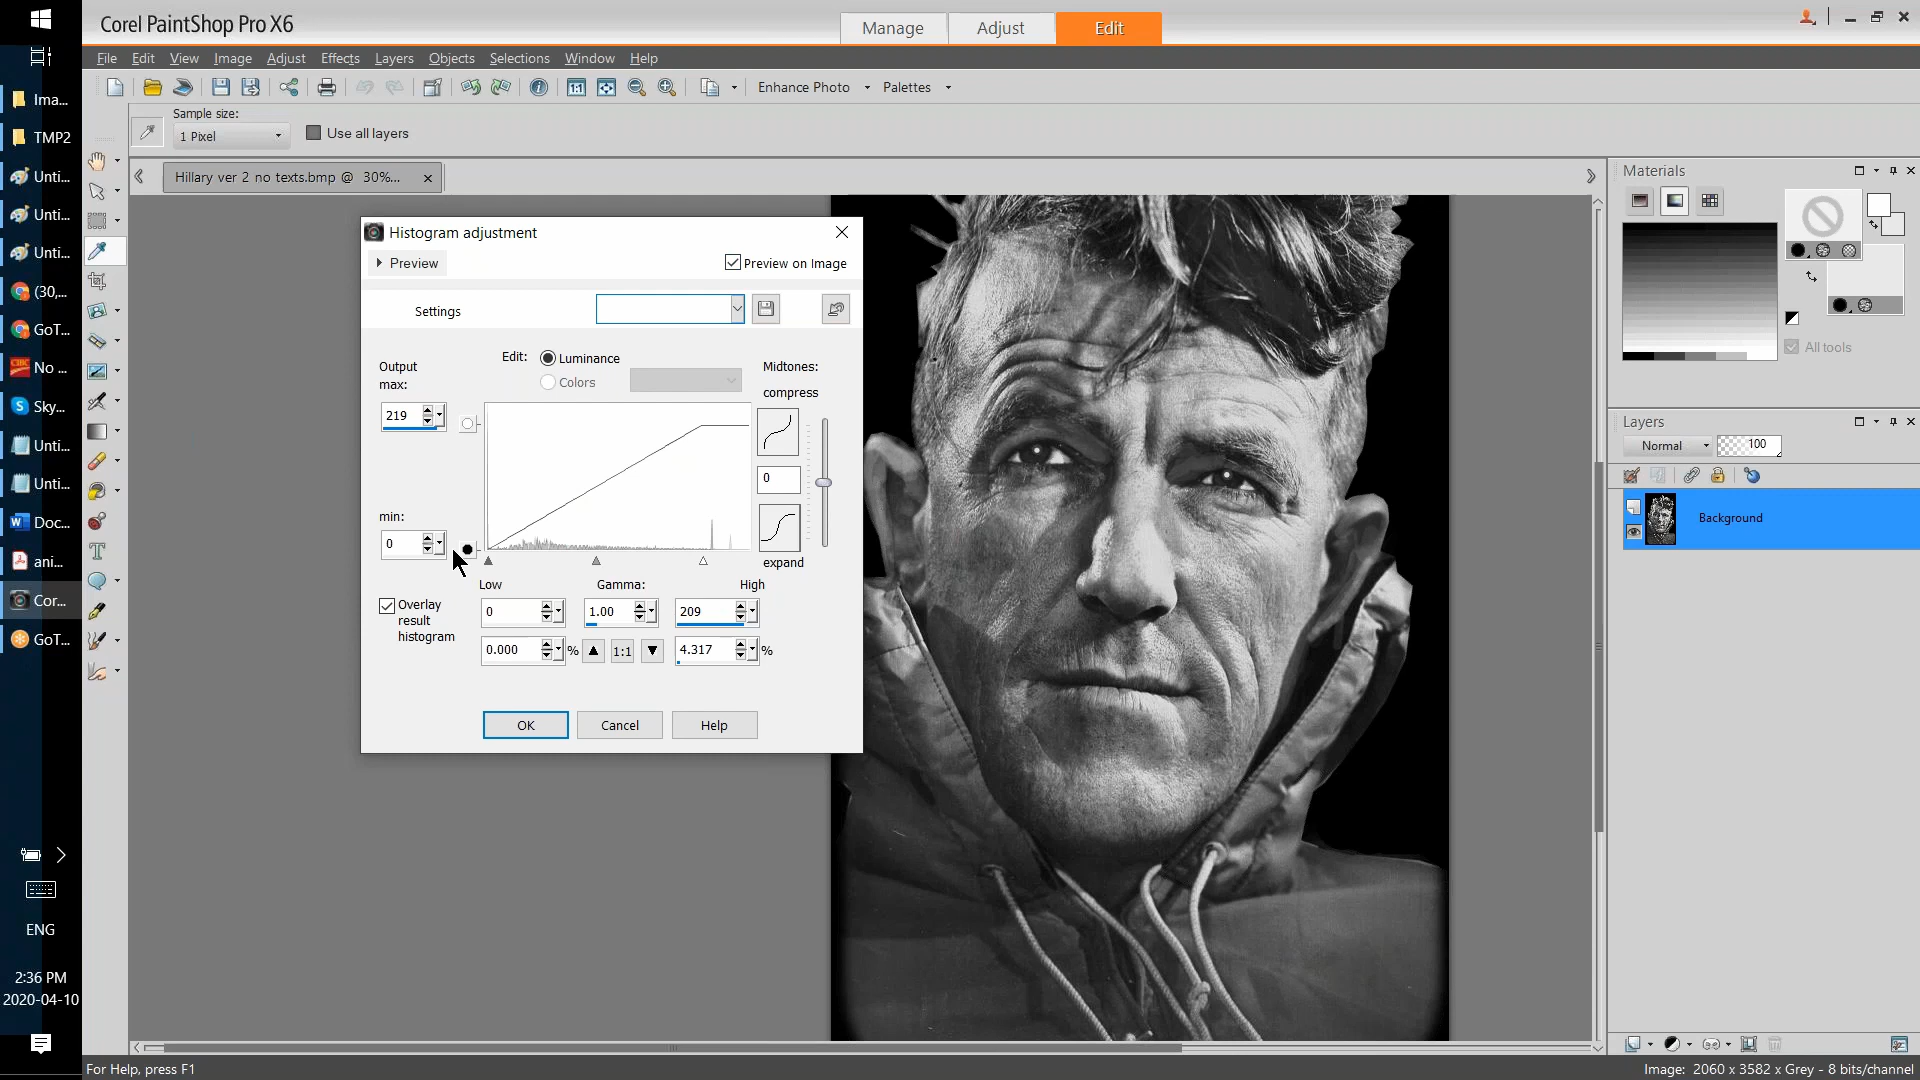 Corel PaintShop Pro X6
Manage
Adjust
Edit
File Edit View Image Adjust Effects Layers Objects Selections Window Help
Enhance Photo
Palettes
Sample size:
1 Pixel
Use all layers
Hillary ver 2 no texts.bmp @ 30%...
Ima...
TMP2
Unti...
Unti...
Unti...
(30,...
GoT...
No ...
Sky...
Unti...
Unti...
Doc...
ani...
Cor...
GoT...
ENG
2:36 PM
2020-04-10
Histogram adjustment
Preview
Preview on Image
Settings
Edit:
Luminance
Colors
Output
max:
219
min:
0
Midtones:
compress
0
expand
Low
Gamma:
High
0
1.00
209
0.000
%
1:1
4.317
%
Overlay
result
histogram
OK
Cancel
Help
Materials
All tools
Layers
Normal
100
Background
For Help, press F1
Image: 2060 x 3582 x Grey - 8 bits/channel